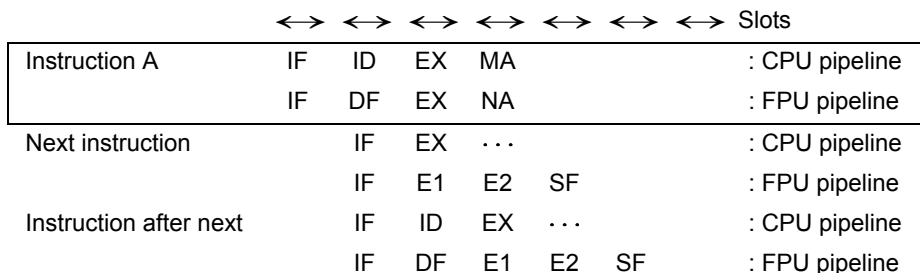 Slots
Instruction A IF ID EX MA : CPU pipeline
IF DF EX NA : FPU pipeline
Next instruction IF EX ... : CPU pipeline
IF E1 E2 SF : FPU pipeline
Instruction after next IF ID EX ... : CPU pipeline
IF DF E1 E2 SF : FPU pipeline